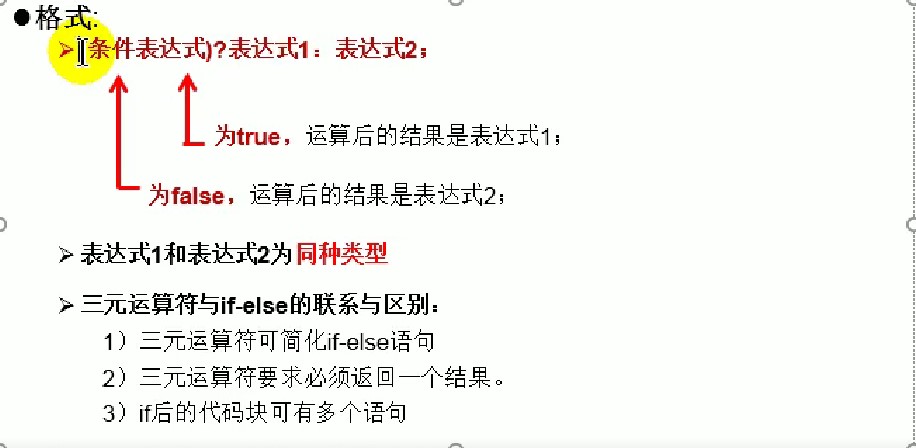 ●格式:
➢(条件表达式)?表达式1：表达式2；
为true，运算后的结果是表达式1；
为false，运算后的结果是表达式2；
➢ 表达式1和表达式2为同种类型
➢ 三元运算符与if-else的联系与区别：
1）三元运算符可简化if-else语句
2）三元运算符要求必须返回一个结果。
3）if后的代码块可有多个语句